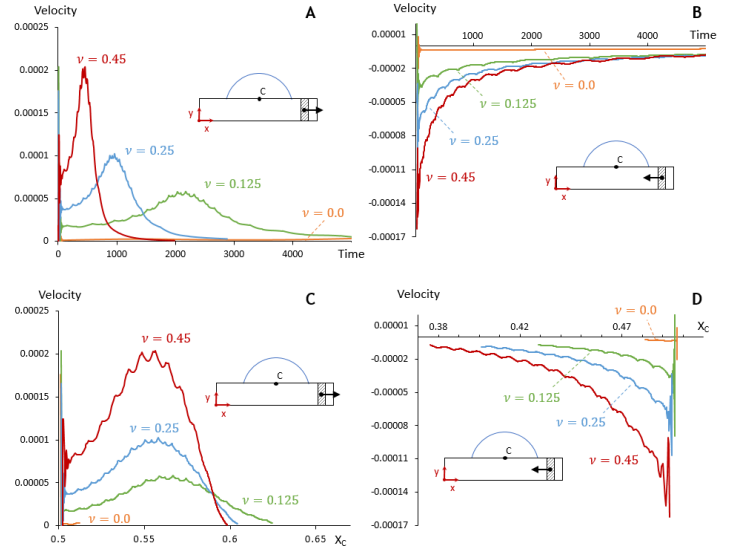 Velocity
A
0.00025
0.0002
0.00015
0.0001
0.00005
0
0
1000
2000
3000
4000
Time
ν = 0.45
ν = 0.25
ν = 0.125
ν = 0.0
C
y
x
Velocity
B
0.00001
-0.00002
-0.00005
-0.00008
-0.00011
-0.00014
-0.00017
1000
2000
3000
4000
Time
ν = 0.0
ν = 0.125
ν = 0.25
ν = 0.45
C
y
x
Velocity
C
0.00025
0.0002
0.00015
0.0001
0.00005
0
0.5
0.55
0.6
0.65
XC
ν = 0.45
ν = 0.25
ν = 0.125
ν = 0.0
C
y
x
Velocity
D
0.00001
-0.00002
-0.00005
-0.00008
-0.00011
-0.00014
-0.00017
0.38
0.42
0.47
XC
ν = 0.0
ν = 0.125
ν = 0.25
ν = 0.45
C
y
x